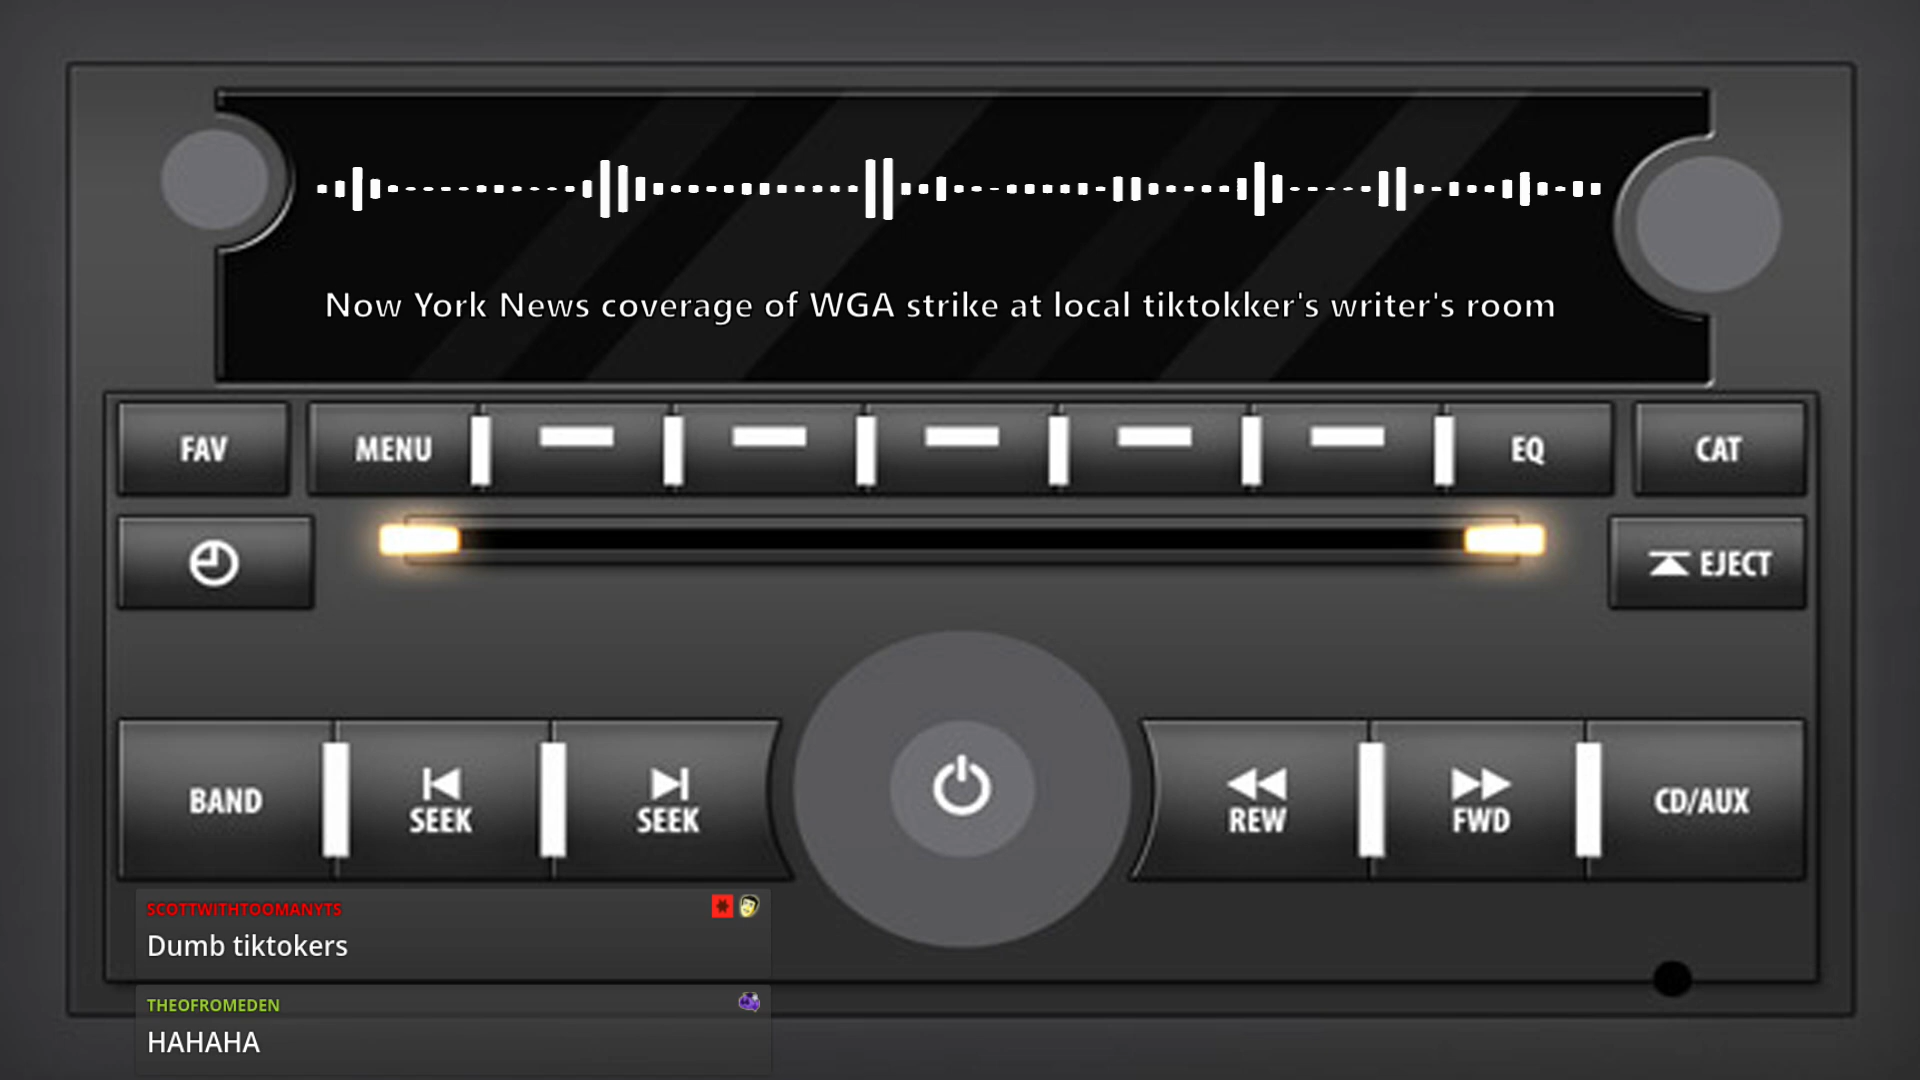 Now York News coverage of WGA strike at local tiktokker's writer's room
FAV
MENU
EQ
CAT
EJECT
BAND
SEEK
SEEK
REW
FWD
CD/AUX
SCOTTWITHTOOMANYTS
Dumb tiktokers
THEOFROMEDEN
HAHAHA